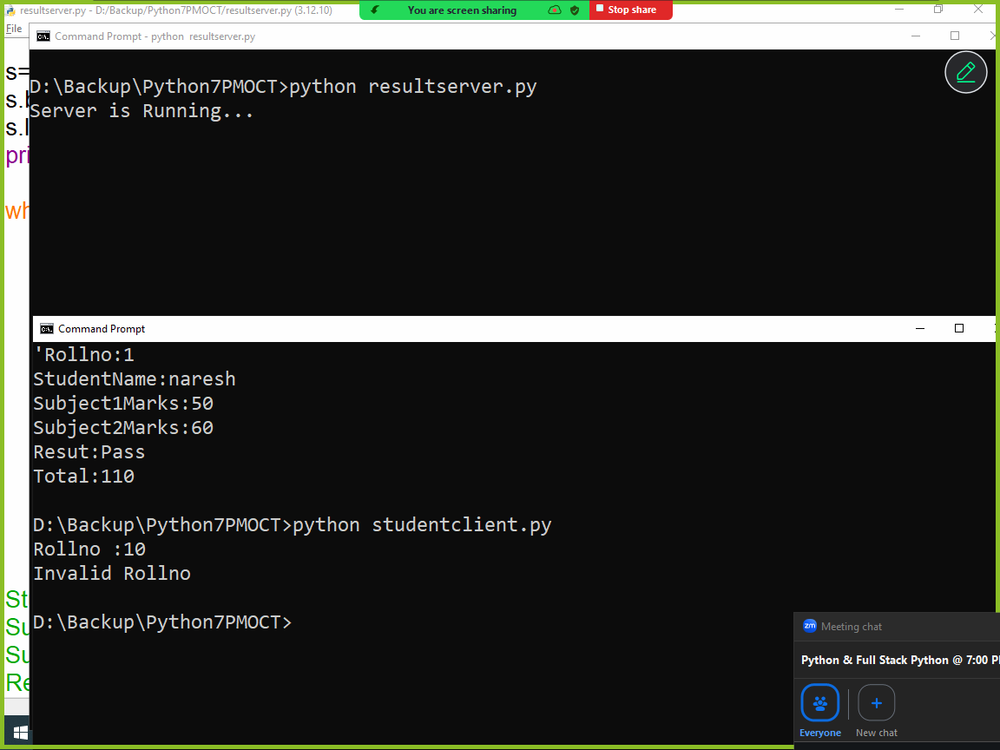 resultserver.py - D:/Backup/Python7PMOCT/resultserver.py (3.12.10)
You are screen sharing
Stop share
File
Command Prompt - python resultserver.py
s=
s.
s.
pri
wh
D:\Backup\Python7PMOCT>python resultserver.py
Server is Running...
Command Prompt
'Rollno:1
StudentName:naresh
Subject1Marks:50
Subject2Marks:60
Resut:Pass
Total:110
D:\Backup\Python7PMOCT>python studentclient.py
Rollno :10
Invalid Rollno
D:\Backup\Python7PMOCT>
St
Su
Su
Re
zm Meeting chat
Python & Full Stack Python @ 7:00 P
Everyone
New chat